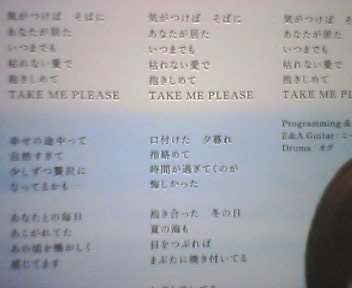 気がつけば そばに
あなたが居た
いつまでも
枯れない愛で
抱きしめて
TAKE ME PLEASE
幸せの途中って
自然すぎて
少しずつ贅沢に
なってるかも…
あなたとの毎日
あこがれてた
あの頃を懐かしく
感じてます
気がつけば そばに
あなたが居た
いつまでも
枯れない愛で
抱きしめて
TAKE ME PLEASE
口付けた 夕暮れ
指絡めて
時間が過ぎてくのが
悔しかった
抱き合った 冬の日
夏の海も
目をつぶれば
まぶたに焼き付いてる
気がつけば そ
あなたが居た
いつまでも
枯れない愛で
抱きしめて
TAKE ME P
Programming &
E&A.Guitar:こ
Drums:オグ